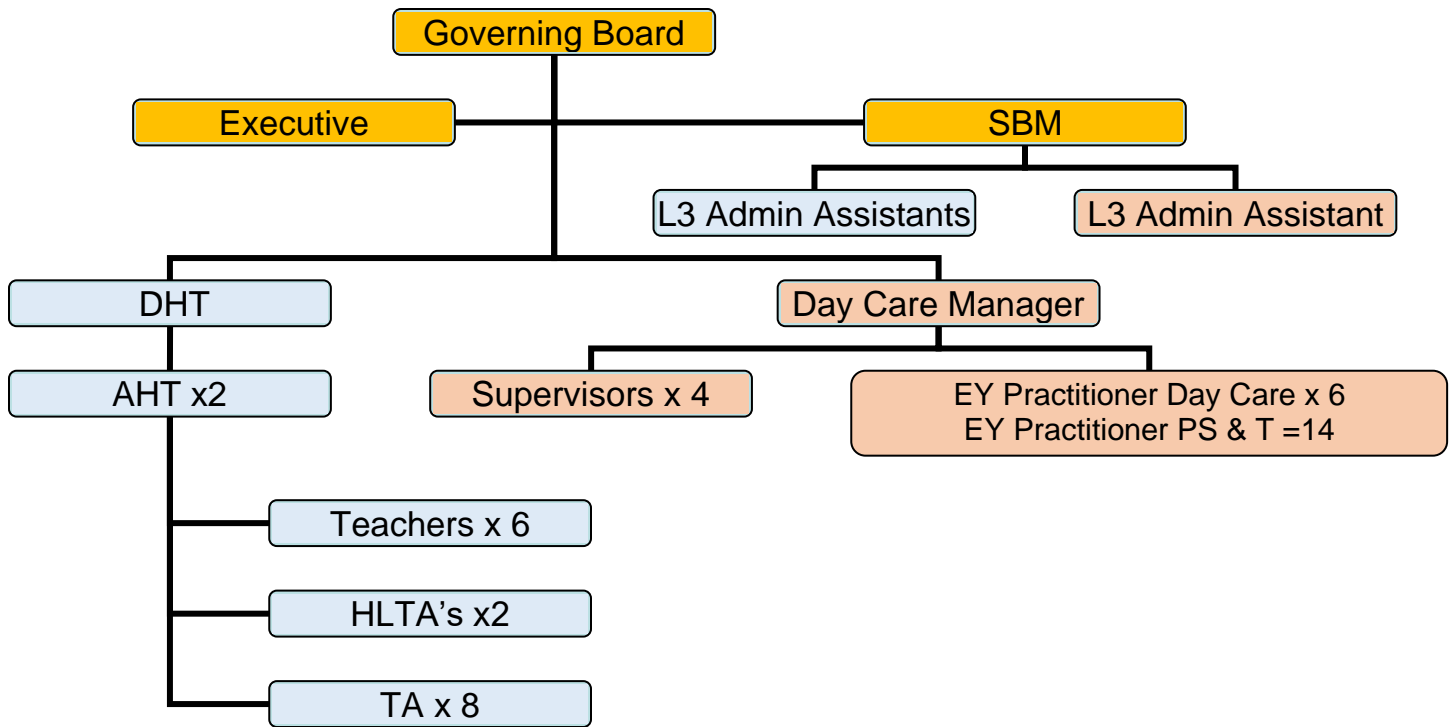 Governing Board
Executive
SBM
L3 Admin Assistants
L3 Admin Assistant
DHT
Day Care Manager
AHT x2
Supervisors x 4
EY Practitioner Day Care x 6
EY Practitioner PS & T =14
Teachers x 6
HLTA’s x2
TA x 8